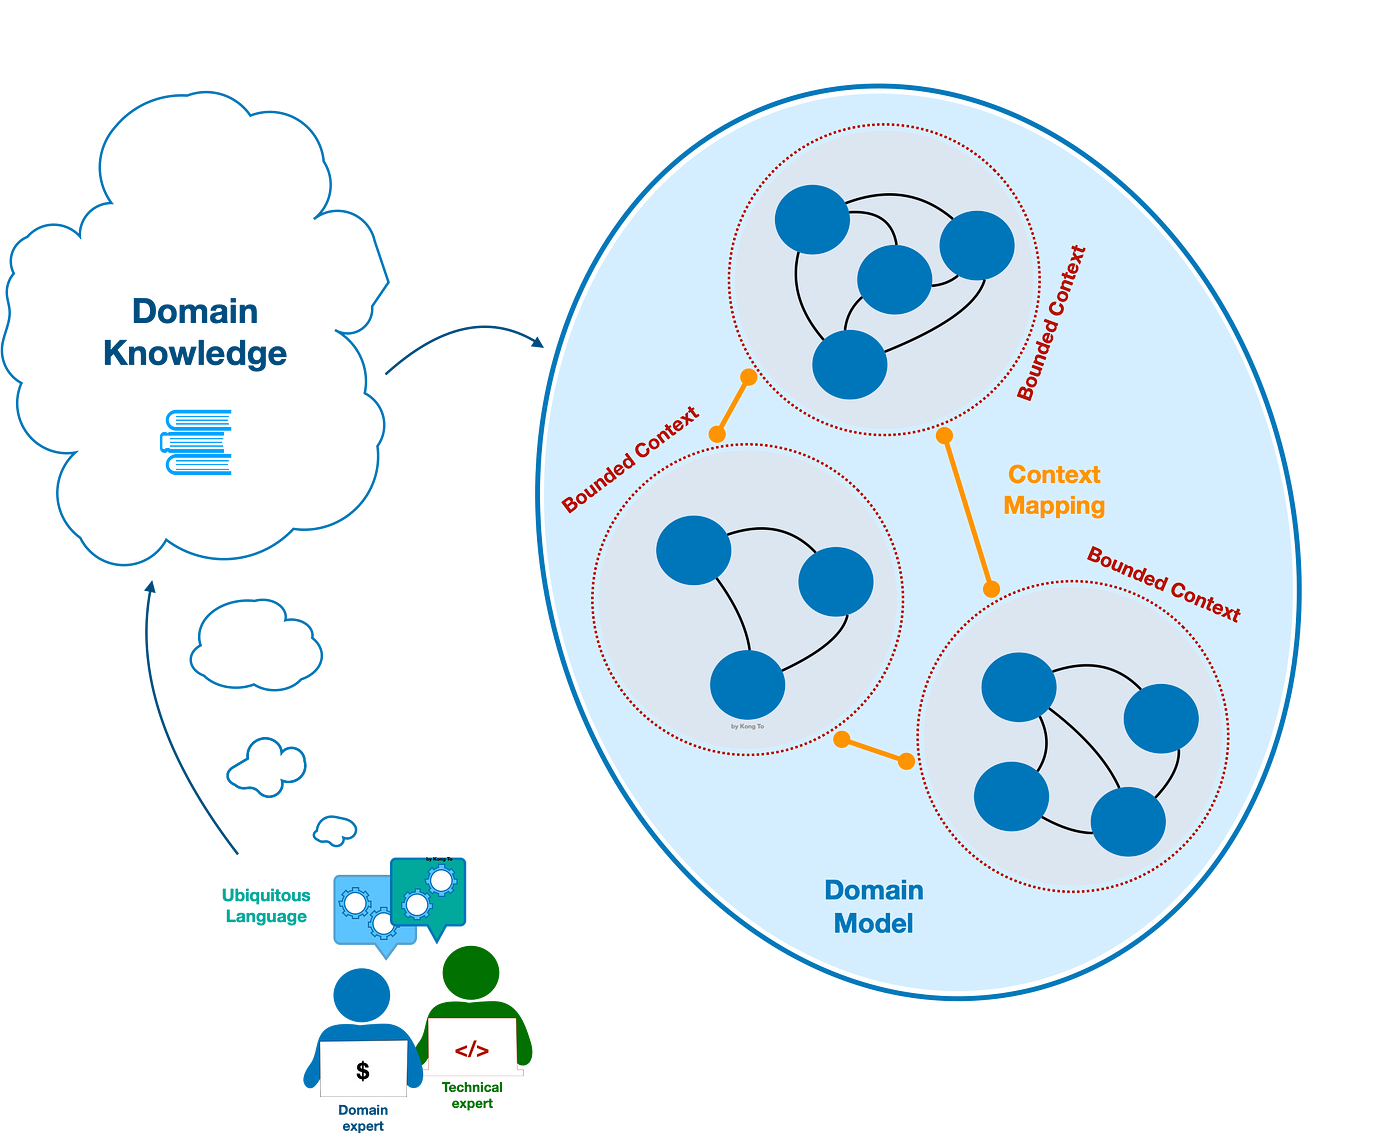 Domain
Knowledge
Bounded Context
Bounded Context
Context
Mapping
Bounded Context
by Kong To
by Kong To
Ubiquitous
Language
Domain
Model
$
</>
Technical
expert
Domain
expert